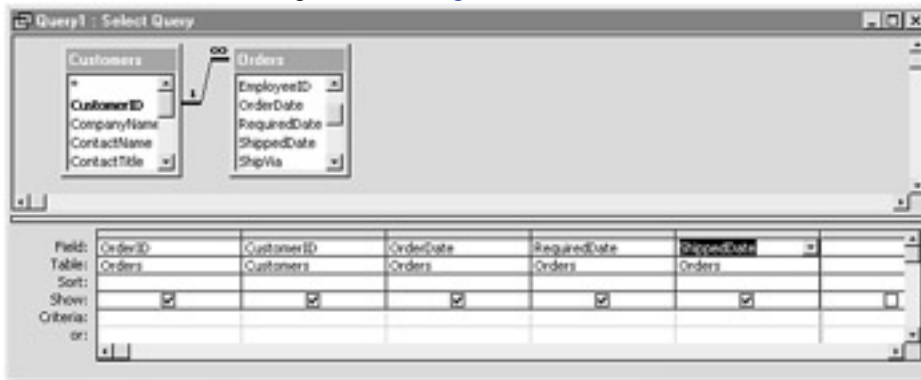 Query1 : Select Query
Customers
*
CustomerID
CompanyName
ContactName
ContactTitle
1
∞
Orders
EmployeeID
OrderDate
RequiredDate
ShippedDate
ShipVia
Field: OrderID CustomerID OrderDate RequiredDate ShippedDate
Table: Orders Customers Orders Orders Orders
Sort:
Show:
Criteria:
or: